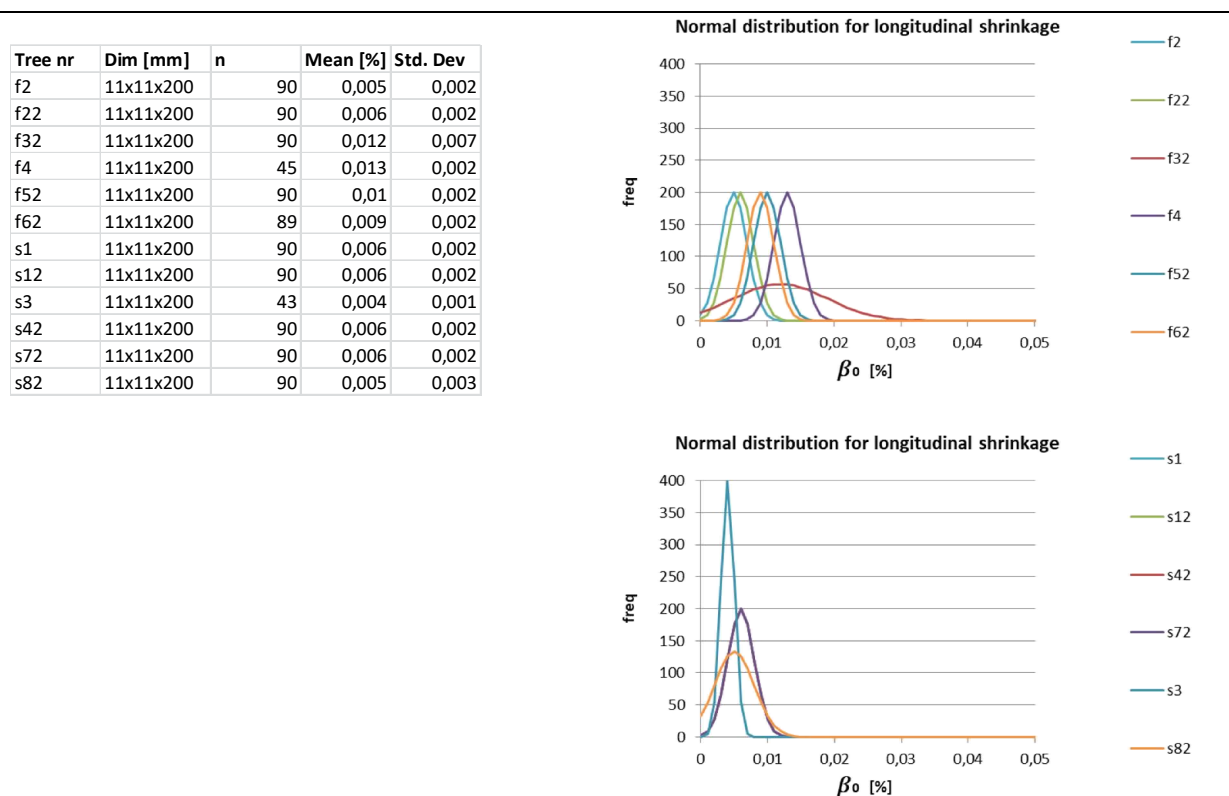 Tree nr Dim [mm] n Mean [%] Std. Dev
f2 11x11x200 90 0,005 0,002
f22 11x11x200 90 0,006 0,002
f32 11x11x200 90 0,012 0,007
f4 11x11x200 45 0,013 0,002
f52 11x11x200 90 0,01 0,002
f62 11x11x200 89 0,009 0,002
s1 11x11x200 90 0,006 0,002
s12 11x11x200 90 0,006 0,002
s3 11x11x200 43 0,004 0,001
s42 11x11x200 90 0,006 0,002
s72 11x11x200 90 0,006 0,002
s82 11x11x200 90 0,005 0,003
Normal distribution for longitudinal shrinkage
400
350
300
250
200
150
100
50
0
freq
0 0,01 0,02 0,03 0,04 0,05
β₀ [%]
f2
f22
f32
f4
f52
f62
Normal distribution for longitudinal shrinkage
400
350
300
250
200
150
100
50
0
freq
0 0,01 0,02 0,03 0,04 0,05
β₀ [%]
s1
s12
s42
s72
s3
s82